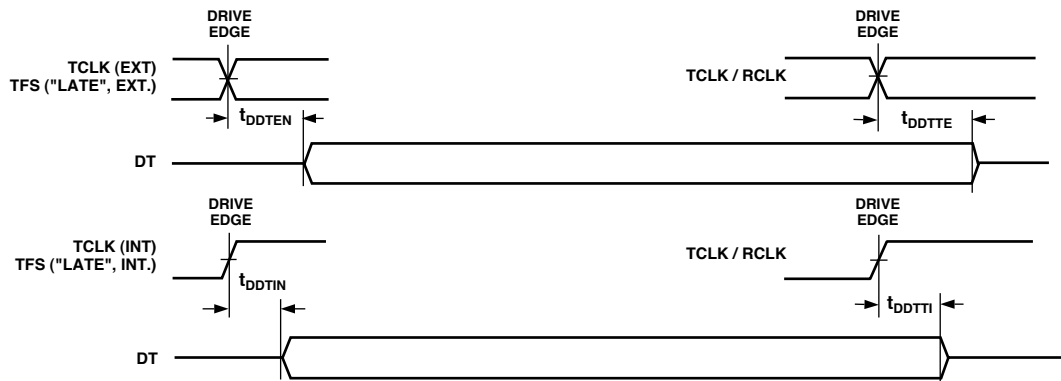 DRIVE
EDGE
DRIVE
EDGE
TCLK (EXT)
TFS ("LATE", EXT.)
TCLK / RCLK
tDDTEN
tDDTTE
DT
DRIVE
EDGE
DRIVE
EDGE
TCLK (INT)
TFS ("LATE", INT.)
TCLK / RCLK
tDDTIN
tDDTTI
DT